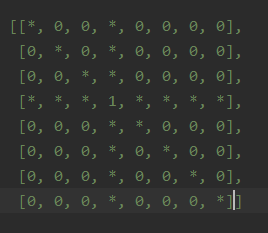 [[*, 0, 0, *, 0, 0, 0, 0],
[0, *, 0, *, 0, 0, 0, 0],
[0, 0, *, *, 0, 0, 0, 0],
[*, *, *, 1, *, *, *, *],
[0, 0, 0, *, *, 0, 0, 0],
[0, 0, 0, *, 0, *, 0, 0],
[0, 0, 0, *, 0, 0, *, 0],
[0, 0, 0, *, 0, 0, 0, *]]